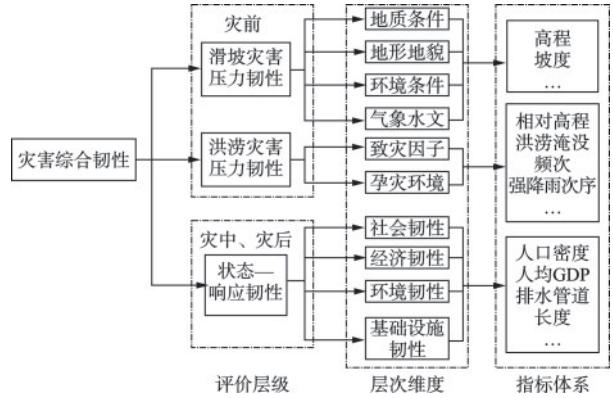 灾害综合韧性
灾前
滑坡灾害
压力韧性
洪涝灾害
压力韧性
灾中、灾后
状态—
响应韧性
评价层级
地质条件
地形地貌
环境条件
气象水文
致灾因子
孕灾环境
社会韧性
经济韧性
环境韧性
基础设施
韧性
层次维度
高程
坡度
…
相对高程
洪涝淹没
频次
强降雨次序
…
人口密度
人均GDP
排水管道
长度
…
指标体系